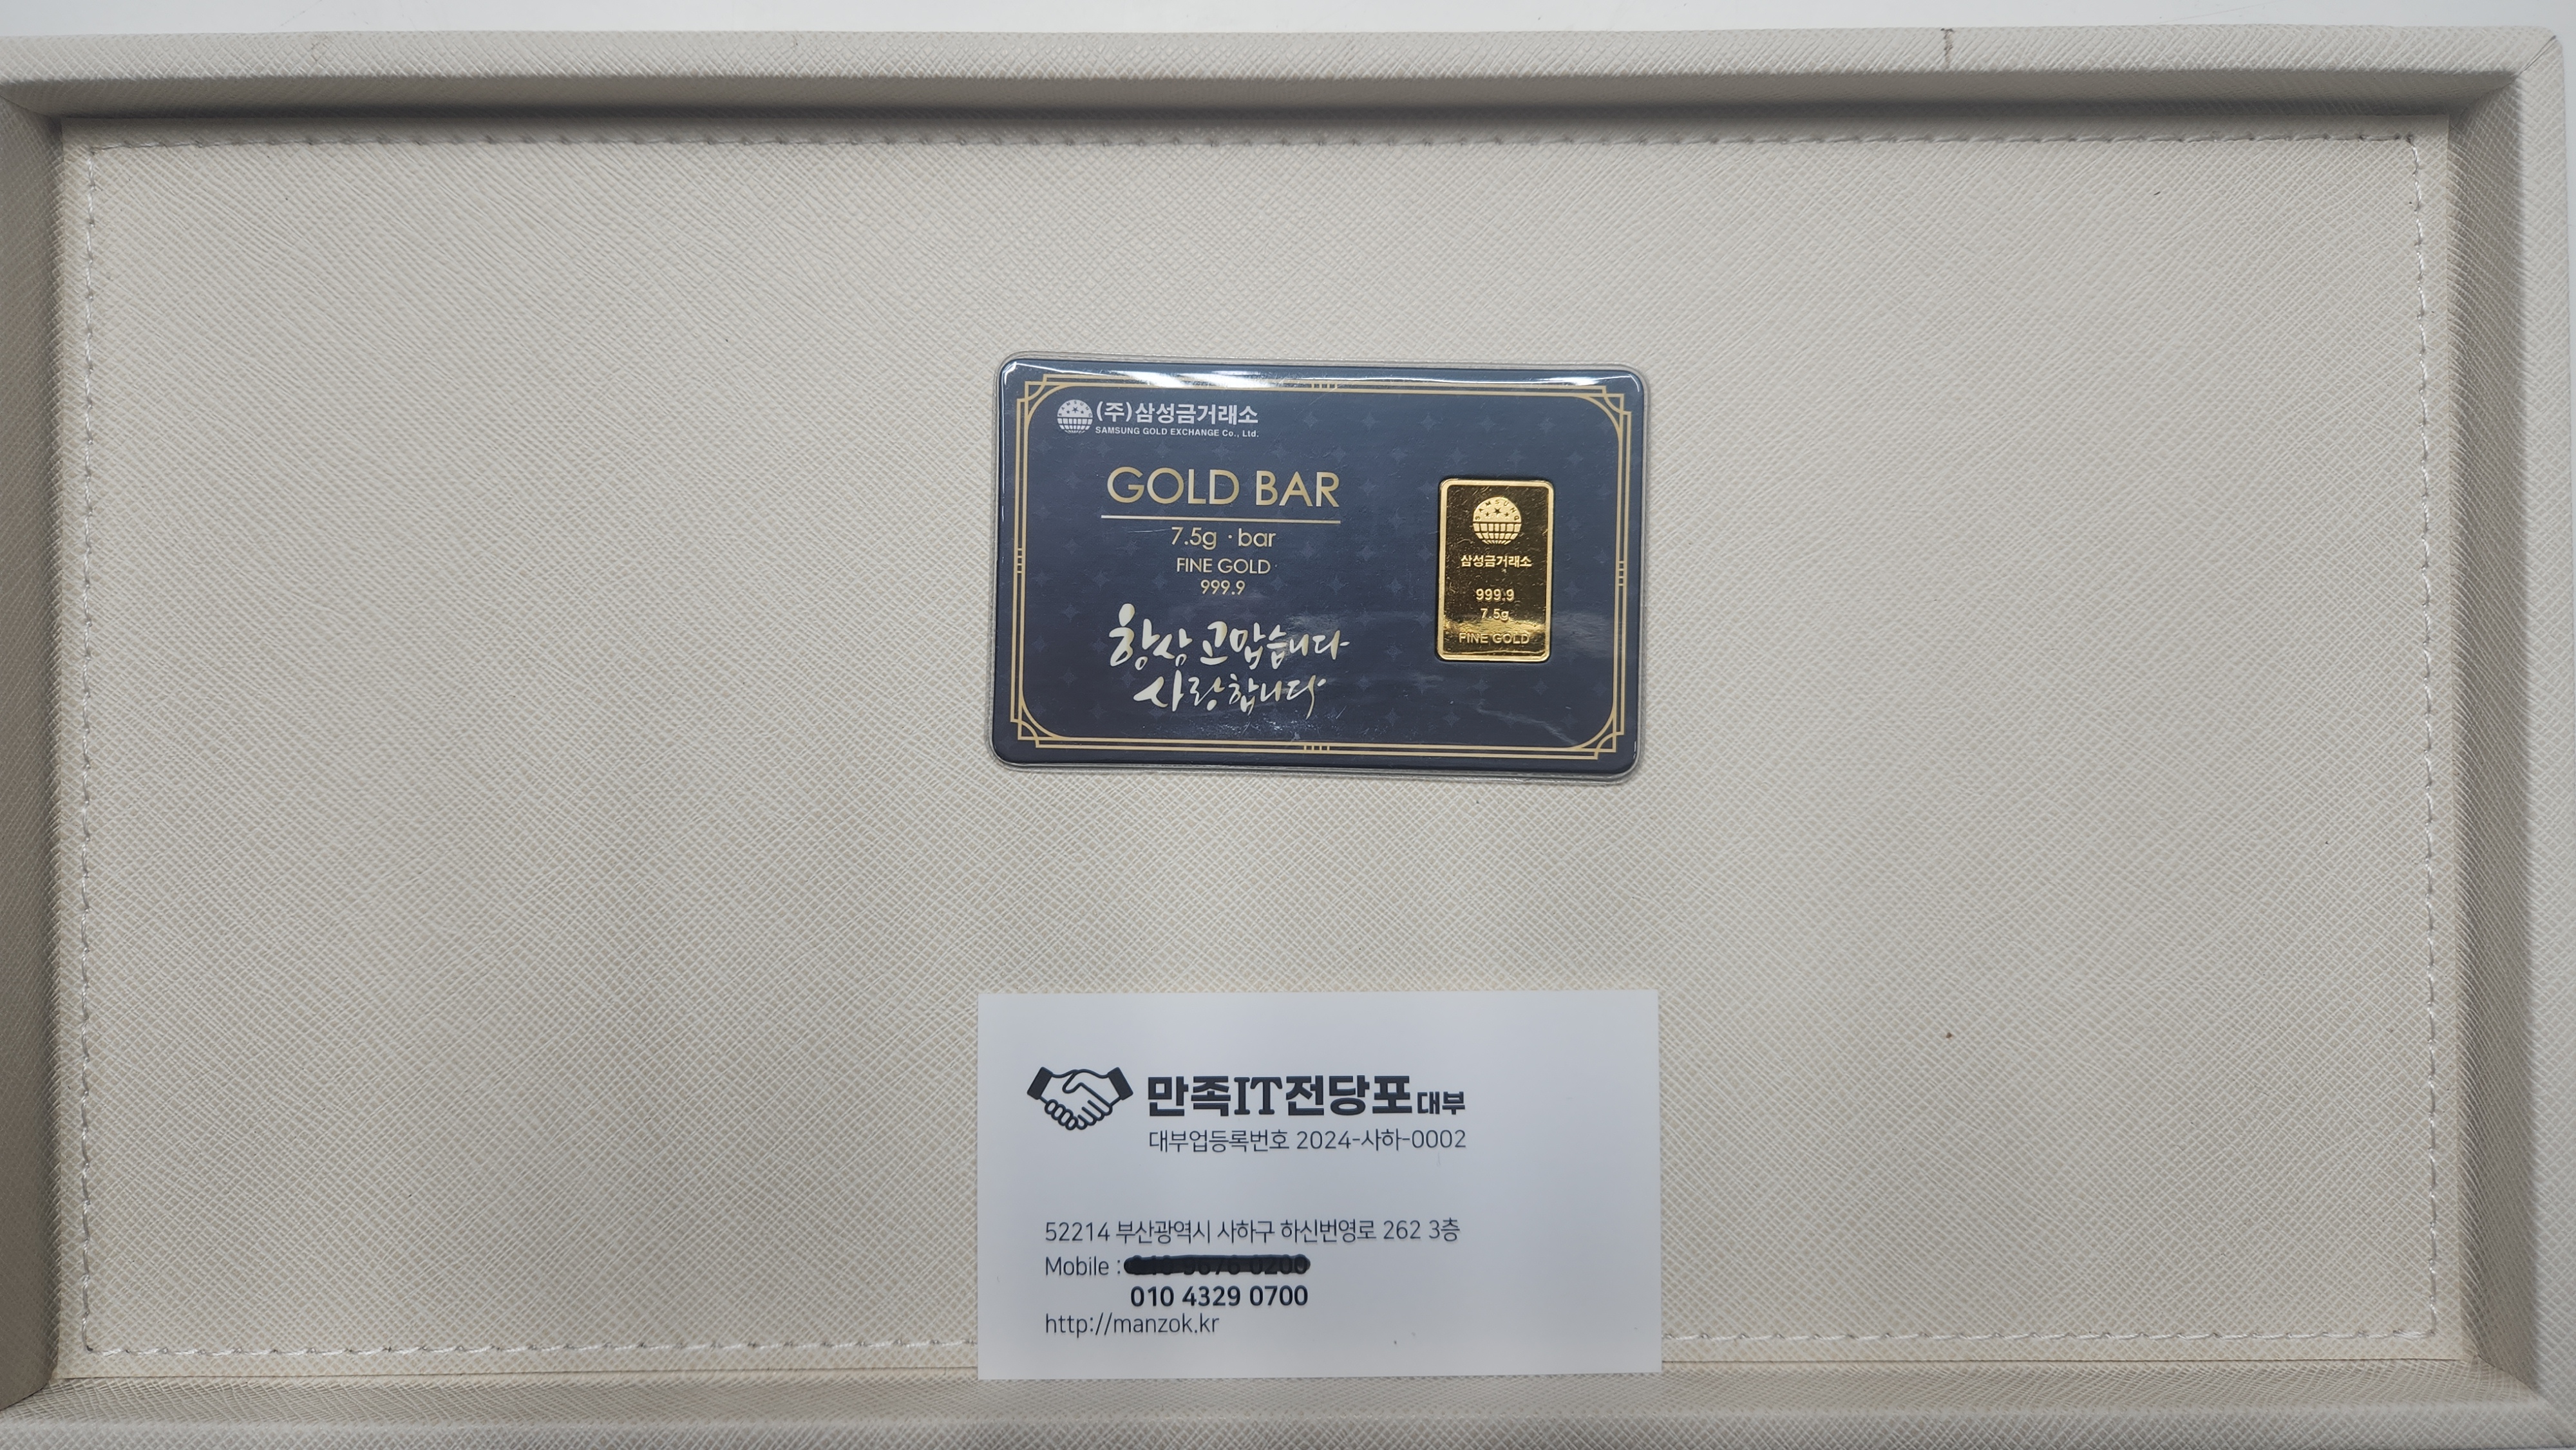 (주)삼성금거래소
SAMSUNG GOLD EXCHANGE Co., Ltd.
GOLD BAR
7.5g · bar
FINE GOLD
999.9
항상 고맙습니다
사랑합니다
SAMSUNG
삼성금거래소
999.9
7.5g
FINE GOLD
만족IT전당포대부
대부업등록번호 2024-사하-0002
52214 부산광역시 사하구 하신번영로 262 3층
Mobile :
010 4329 0700
http://manzok.kr